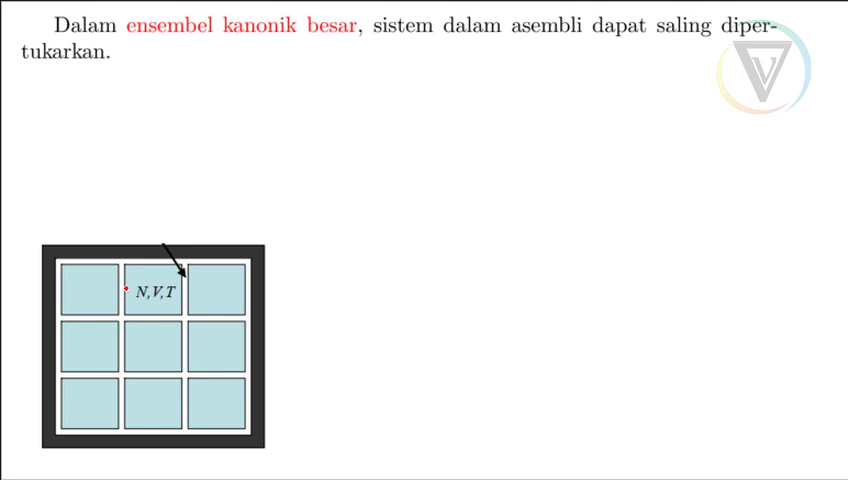 Dalam ensembel kanonik besar, sistem dalam asembli dapat saling diper-
tukarkan.
N,V,T